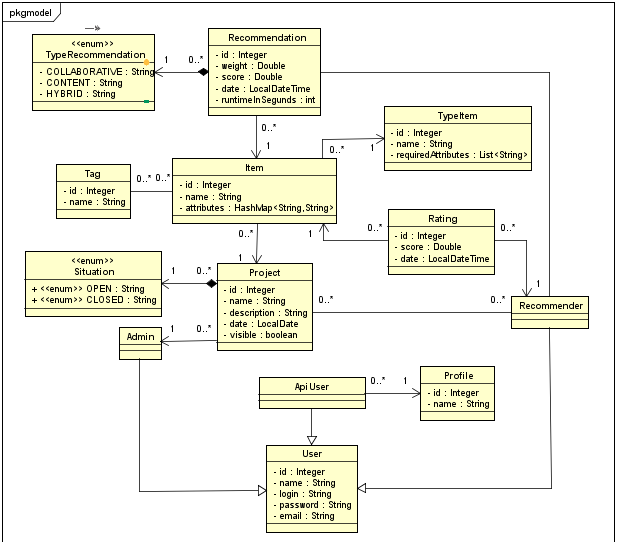 pkgmodel
<<enum>>
TypeRecommendation
- COLLABORATIVE : String
- CONTENT : String
- HYBRID : String
1
0..*
Recommendation
- id : Integer
- weight : Double
- score : Double
- date : LocalDateTime
- runtimeInSegunds : int
0..*
1
0..*
1
TypeItem
- id : Integer
- name : String
- requiredAttributes : List<String>
Tag
- id : Integer
- name : String
0..*
0..*
Item
- id : Integer
- name : String
- attributes : HashMap<String,String>
0..*
1
1
0..*
Rating
- id : Integer
- score : Double
- date : LocalDateTime
0..*
1
<<enum>>
Situation
+ <<enum>> OPEN : String
+ <<enum>> CLOSED : String
1
0..*
Project
- id : Integer
- name : String
- description : String
- date : LocalDate
- visible : boolean
0..*
0..*
Recommender
Admin
1
0..*
ApiUser
0..*
1
Profile
- id : Integer
- name : String
User
- id : Integer
- name : String
- login : String
- password : String
- email : String